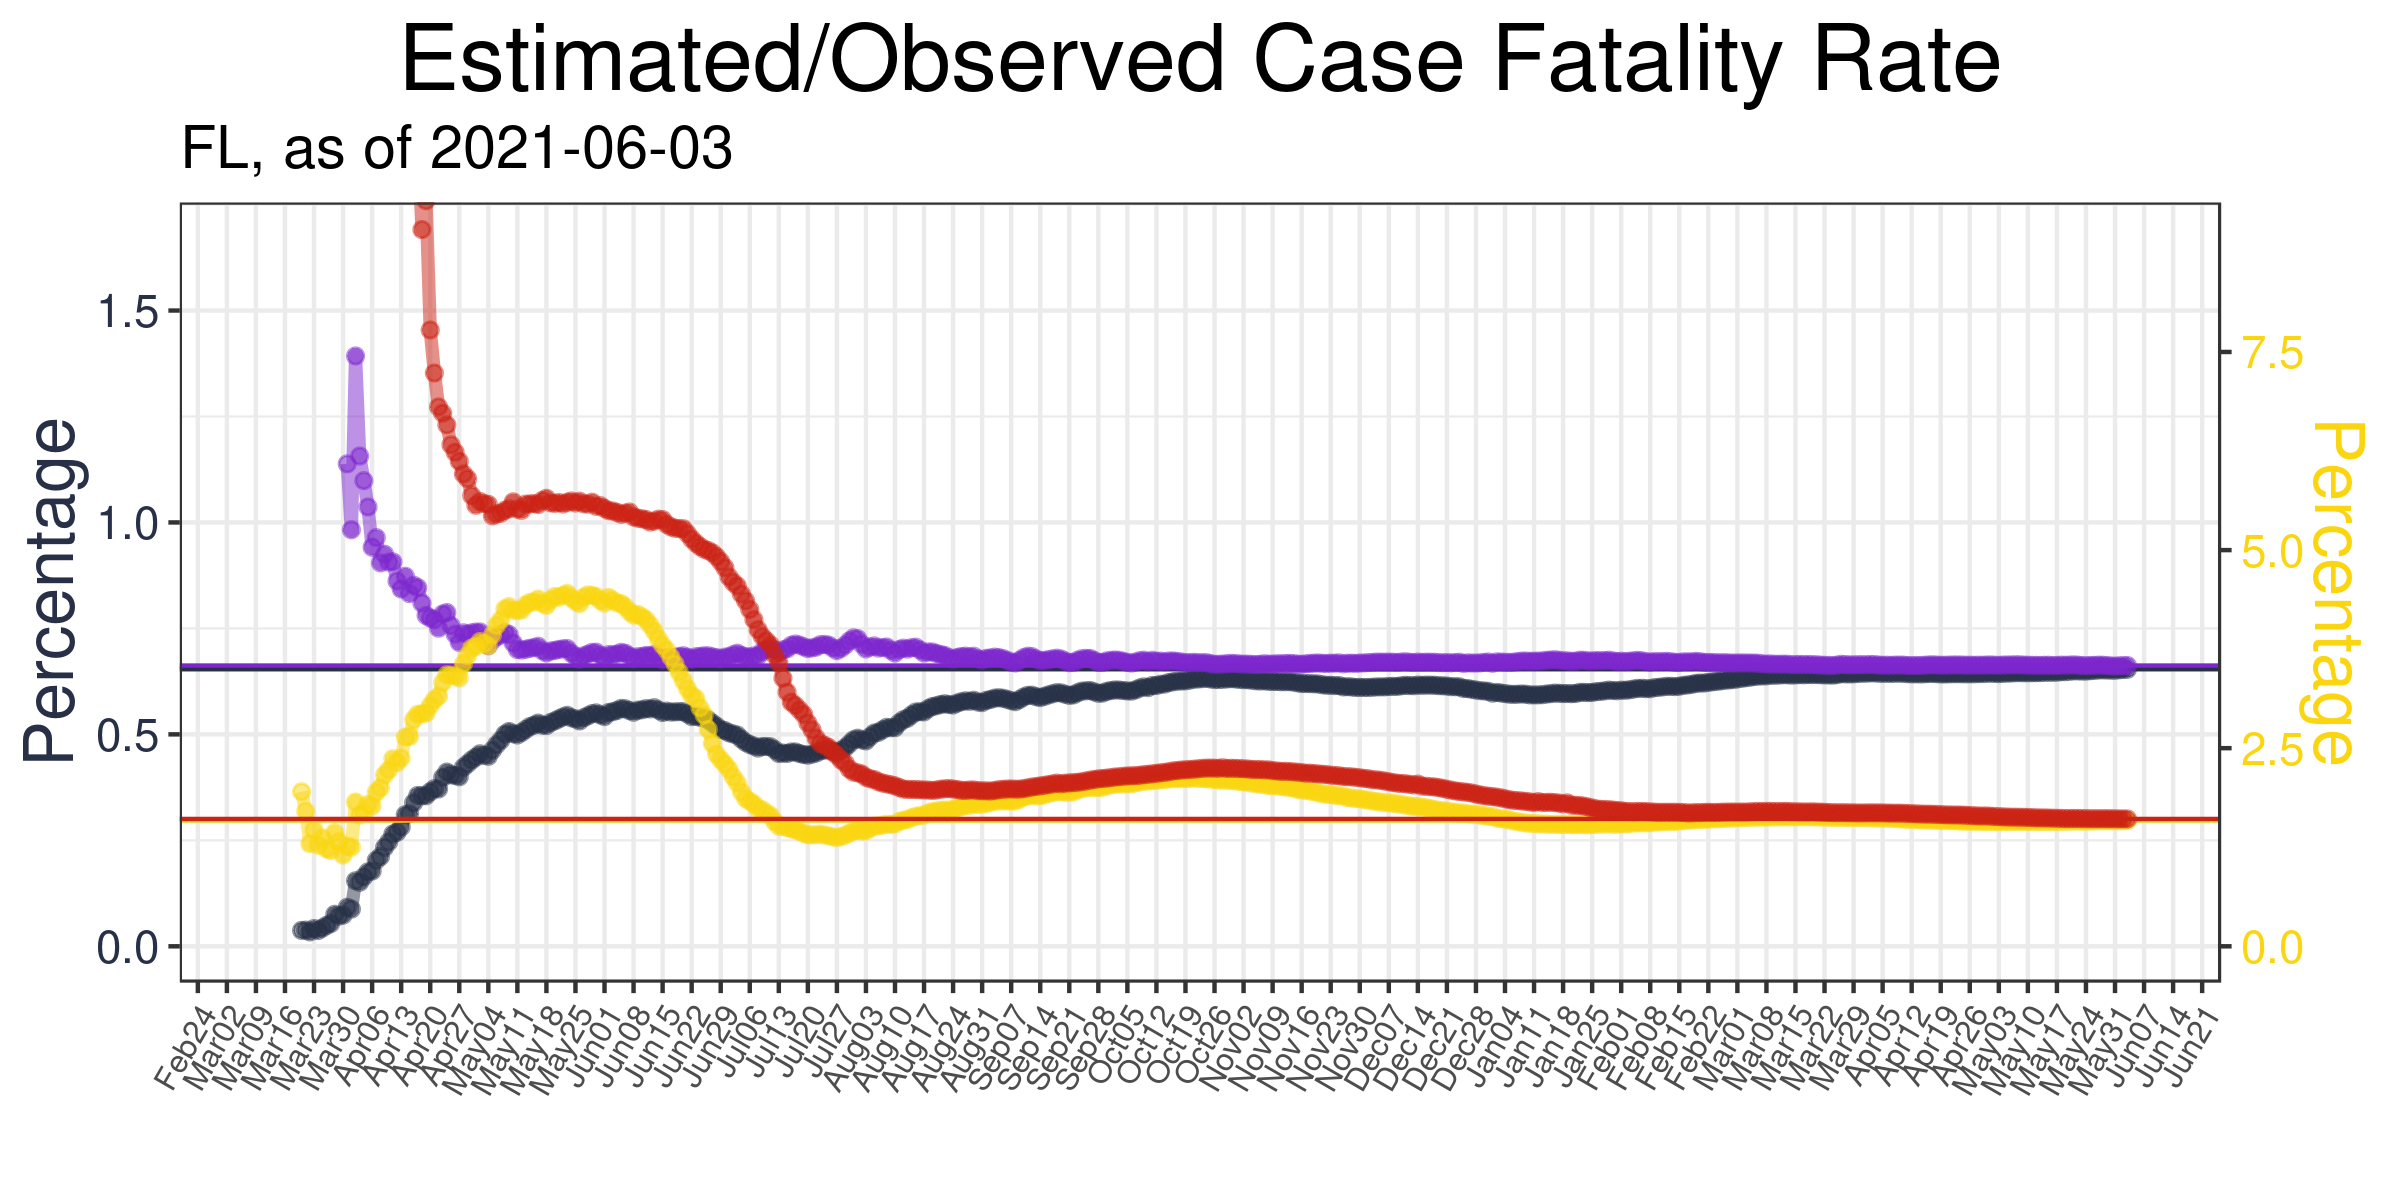 Estimated/Observed Case Fatality Rate
FL, as of 2021-06-03
Percentage
1.5
1.0
0.5
0.0
7.5
5.0
2.5
0.0
Percentage
Feb24
Mar02
Mar09
Mar16
Mar23
Mar30
Apr06
Apr13
Apr20
Apr27
May04
May11
May18
May25
Jun01
Jun08
Jun15
Jun22
Jun29
Jul06
Jul13
Jul20
Jul27
Aug03
Aug10
Aug17
Aug24
Aug31
Sep07
Sep14
Sep21
Sep28
Oct05
Oct12
Oct19
Oct26
Nov02
Nov09
Nov16
Nov23
Nov30
Dec07
Dec14
Dec21
Dec28
Jan04
Jan11
Jan18
Jan25
Feb01
Feb08
Feb15
Feb22
Mar01
Mar08
Mar15
Mar22
Mar29
Apr05
Apr12
Apr19
Apr26
May03
May10
May17
May24
May31
Jun07
Jun14
Jun21